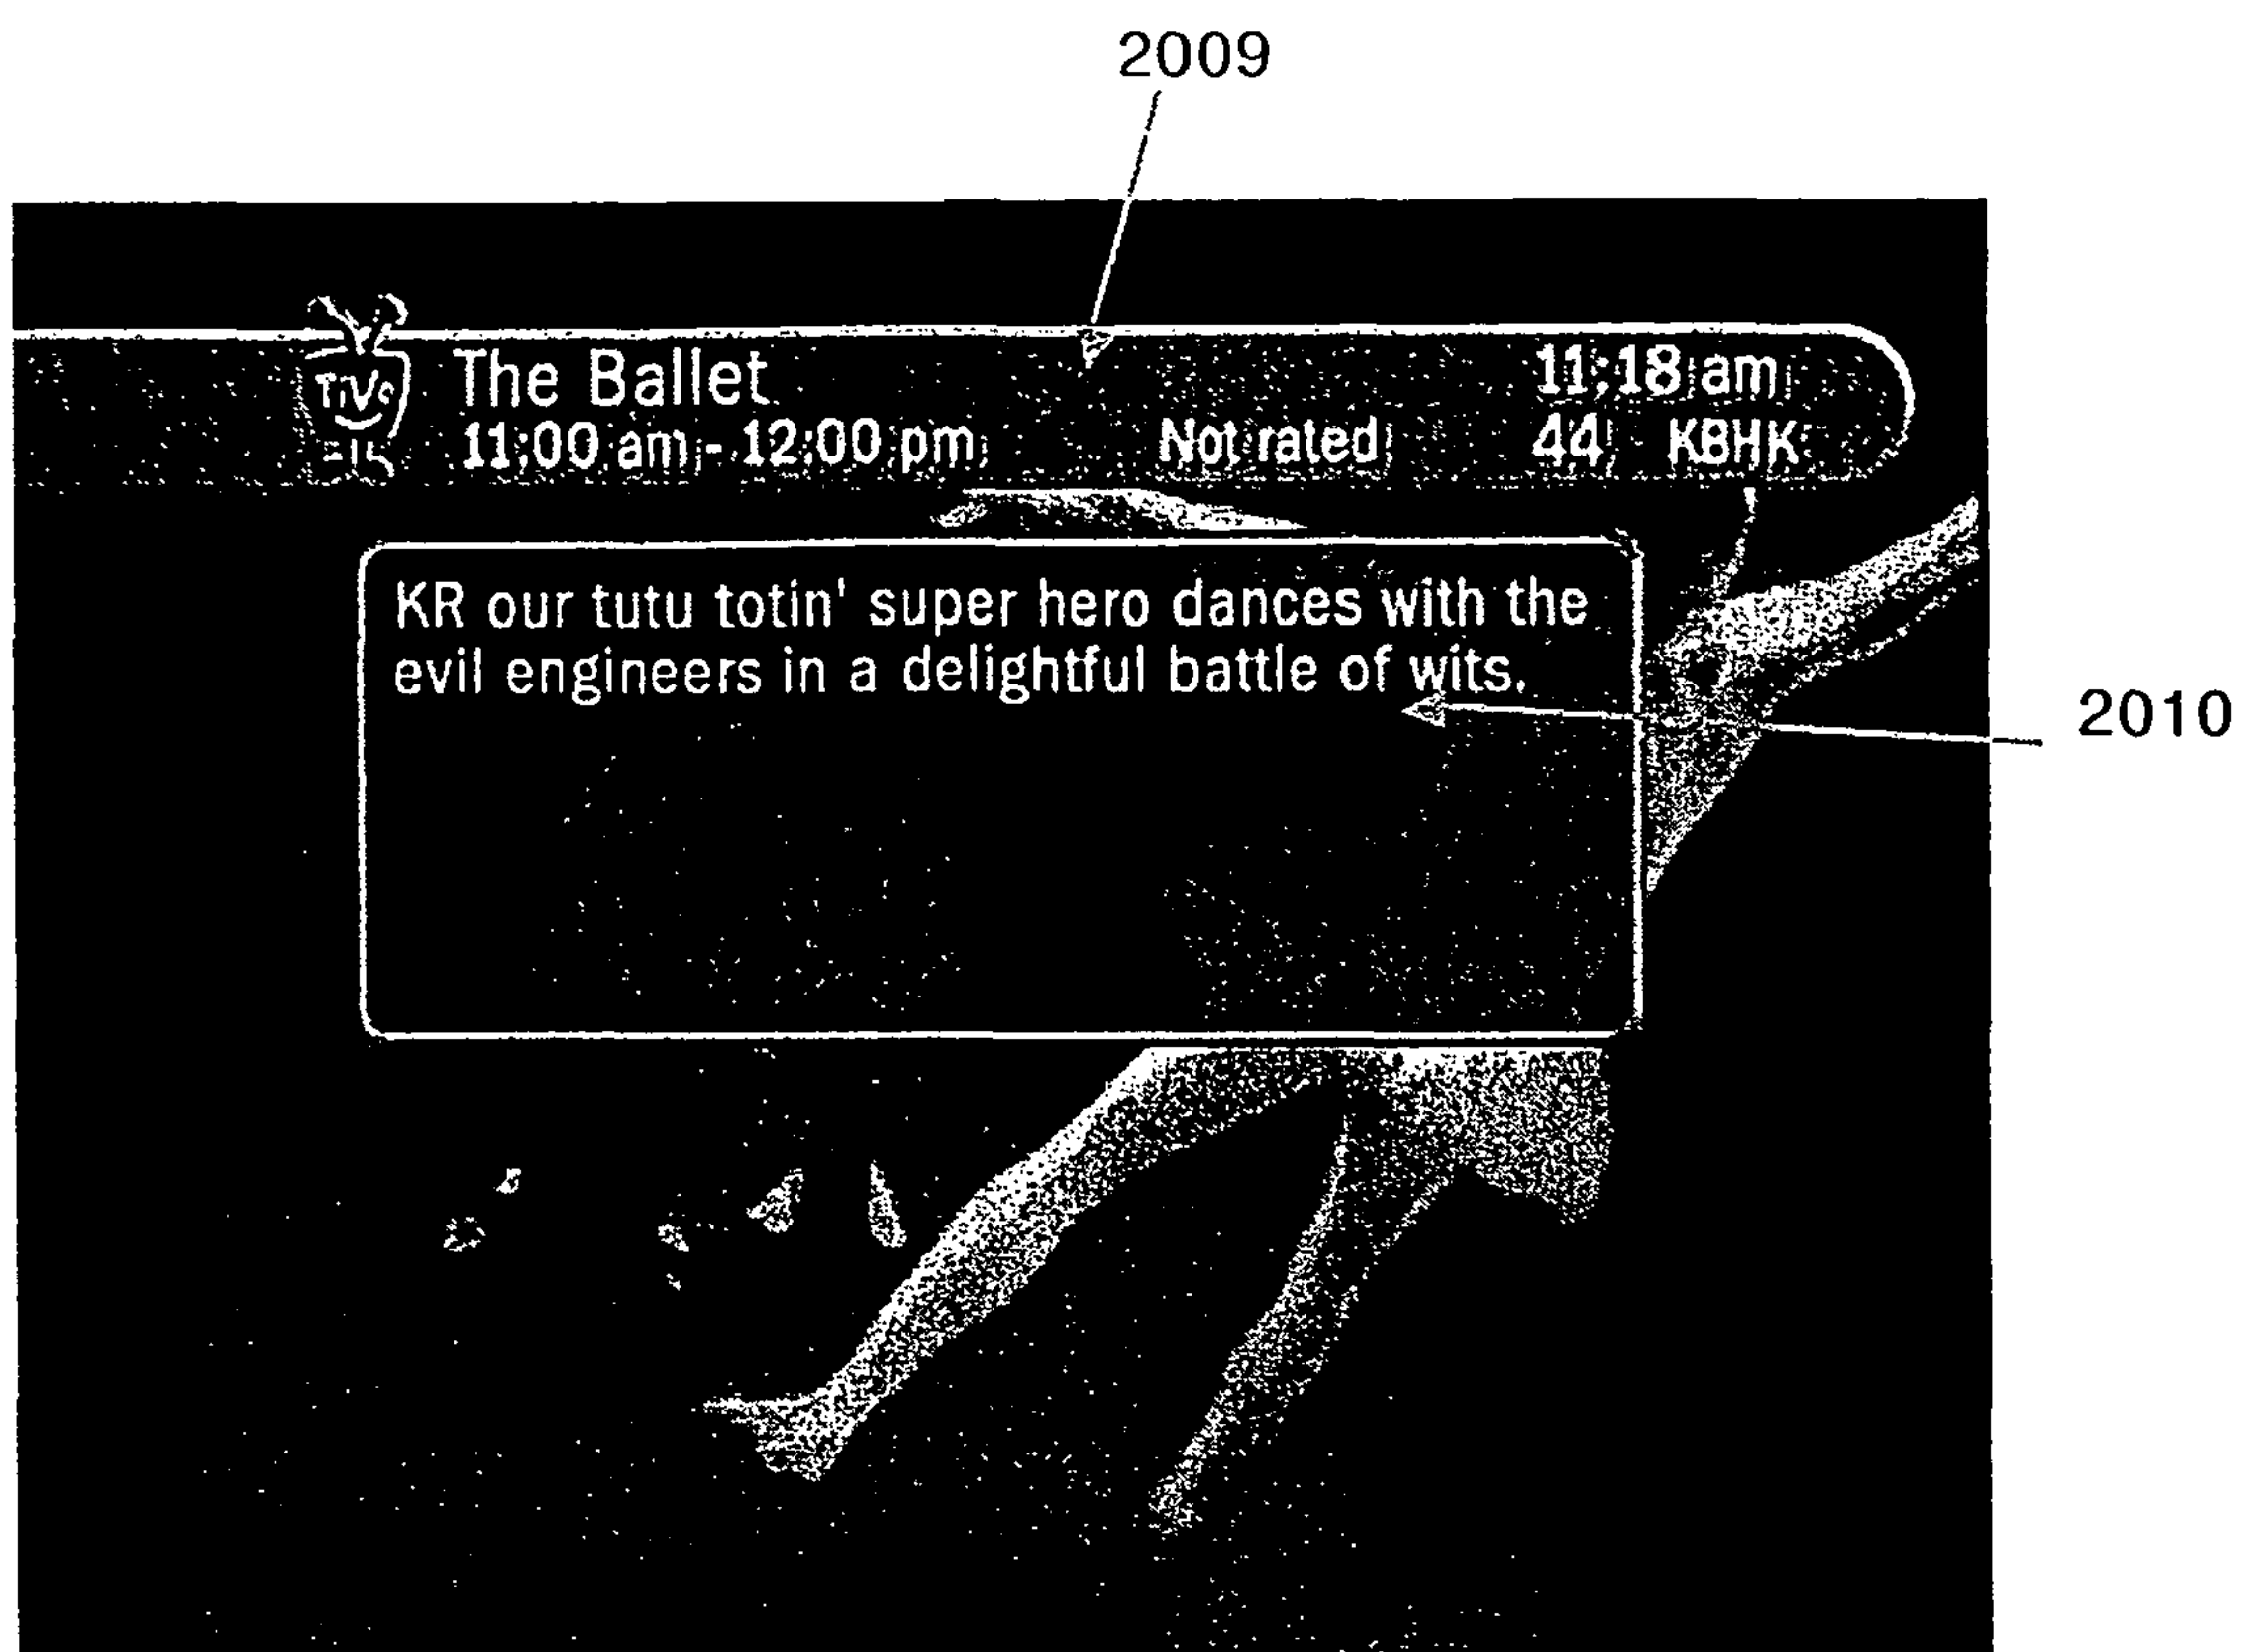 2009
TiVo
The Ballet 11:18 am
11:00 am - 12:00 pm Not rated 44 K8HK
KR our tutu totin' super hero dances with the
evil engineers in a delightful battle of wits.
2010